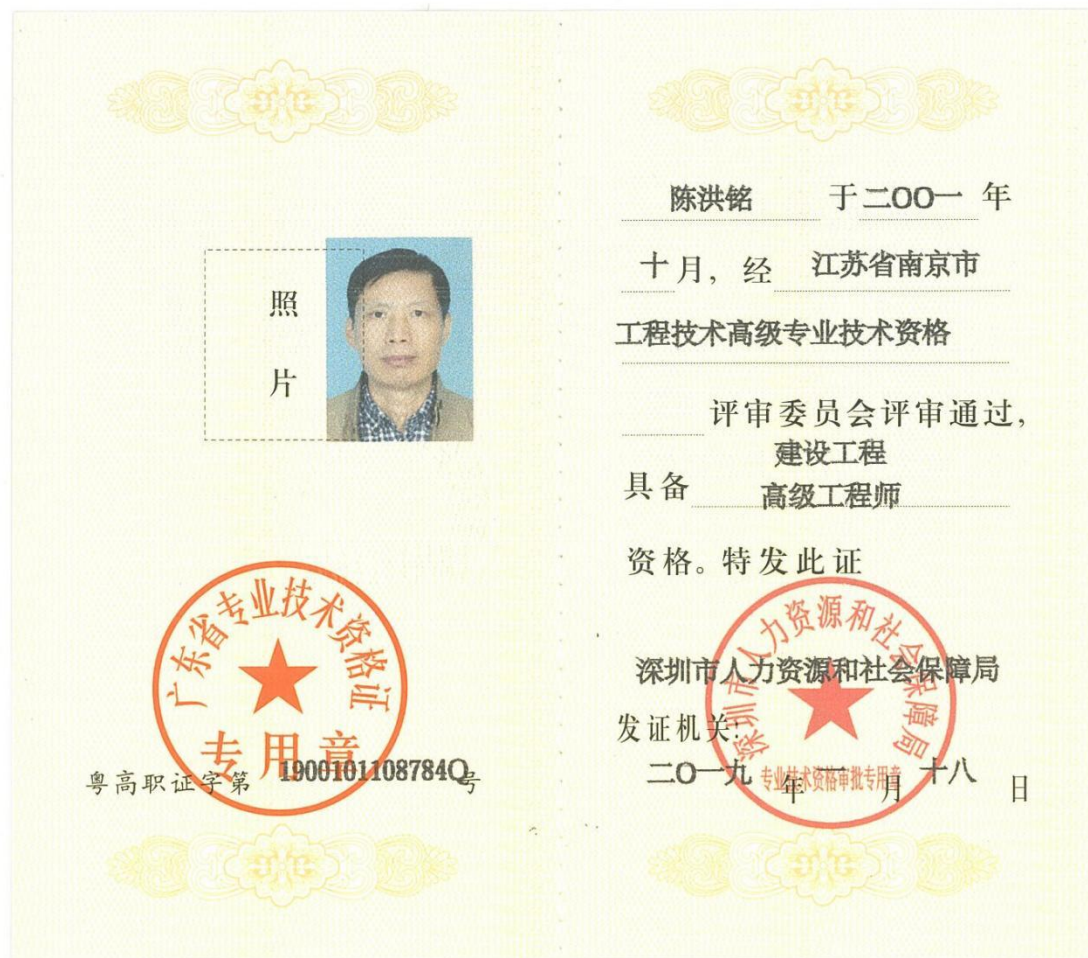 照
片
广东省专业技术资格证
专用章
粤高职证字第 1900101108784Q号
陈洪铭 于二〇〇一 年
十月，经 江苏省南京市
工程技术高级专业技术资格
评审委员会评审通过，
建设工程
具备 高级工程师
资格。特发此证
深圳市人力资源和社会保障局
深圳市人力资源和社会保障局
发证机关：
二〇一九 年 一 月 十八 日
专业技术资格审批专用章